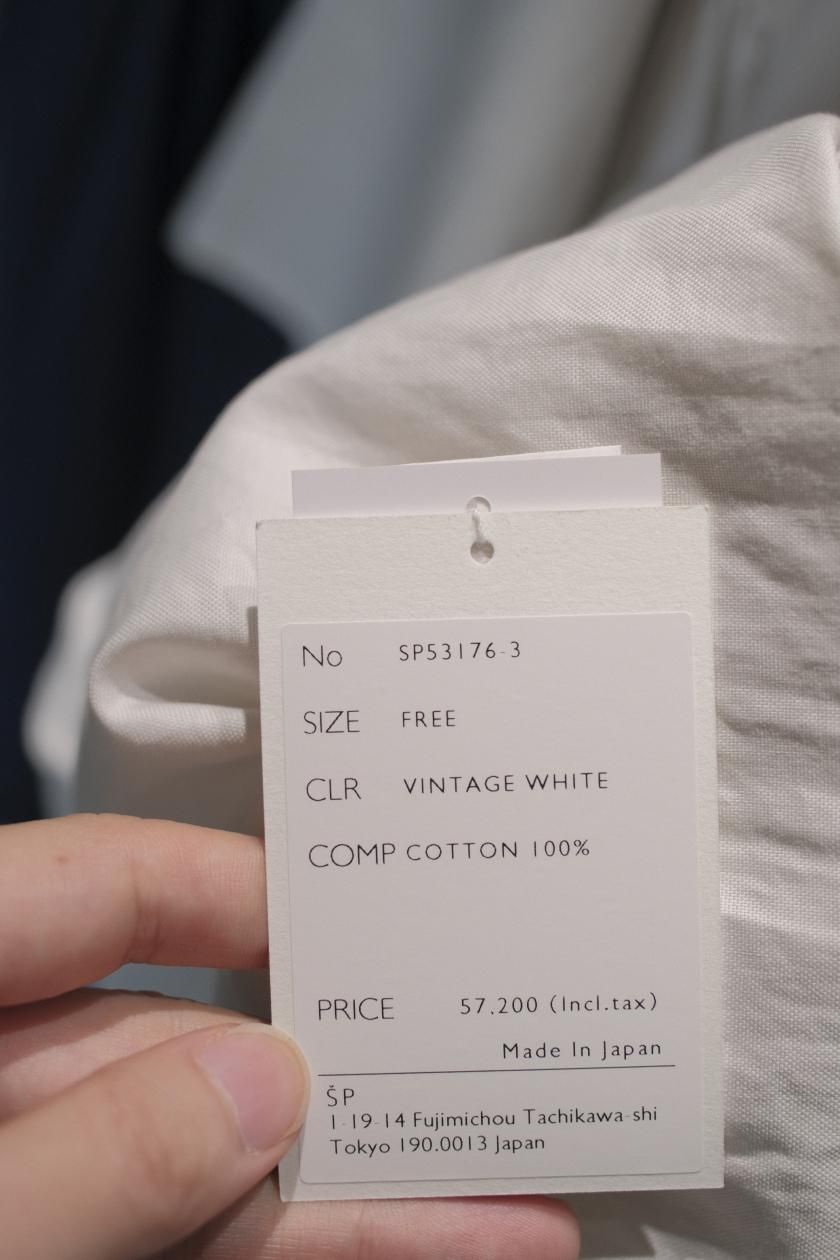 No SP53176-3
SIZE FREE
CLR VINTAGE WHITE
COMP COTTON 100%
PRICE 57,200 (Incl.tax)
Made In Japan
ŠP
1-19-14 Fujimichou Tachikawa-shi
Tokyo 190.0013 Japan